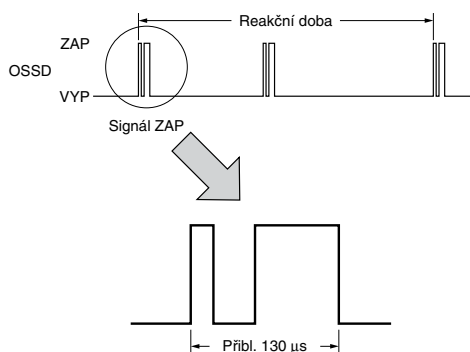 Reakční doba
ZAP
OSSD
VYP
Signál ZAP
Přibl. 130 µs